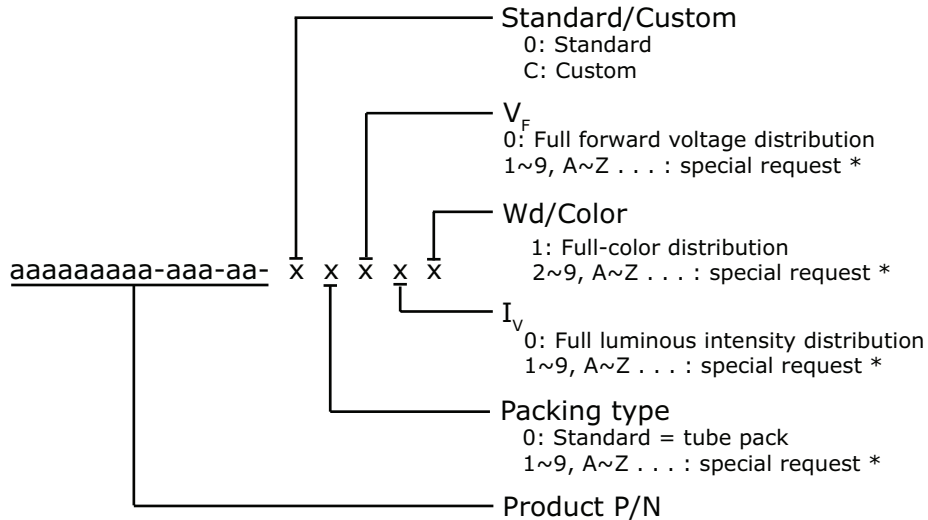 Standard/Custom
0: Standard
C: Custom
VF
0: Full forward voltage distribution
1~9, A~Z . . . : special request *
Wd/Color
1: Full-color distribution
2~9, A~Z . . . : special request *
aaaaaaaaa-aaa-aa- x x x x x
IV
0: Full luminous intensity distribution
1~9, A~Z . . . : special request *
Packing type
0: Standard = tube pack
1~9, A~Z . . . : special request *
Product P/N